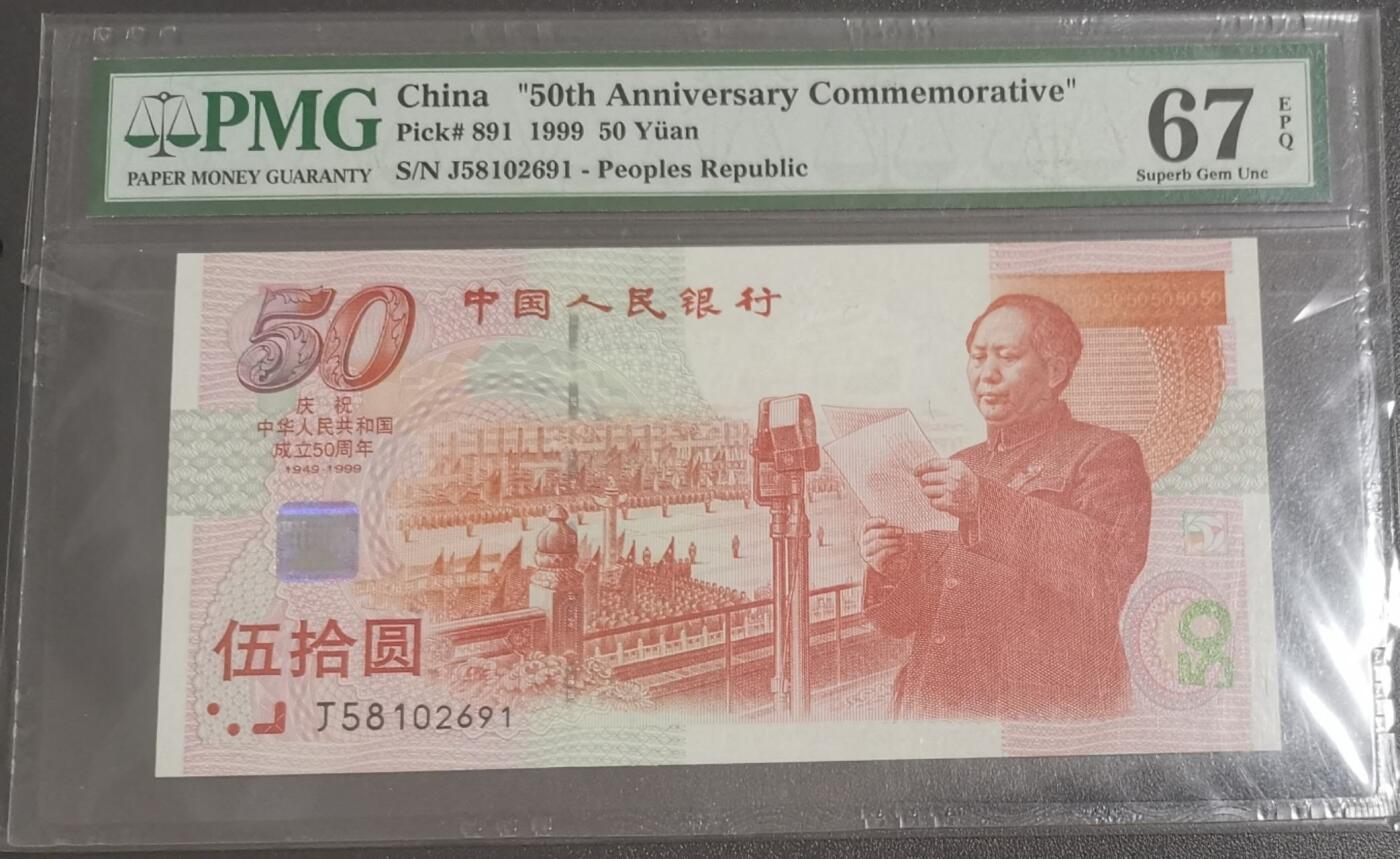 PMG
PAPER MONEY GUARANTY
China "50th Anniversary Commemorative"
Pick# 891 1999 50 Yüan
S/N J58102691 - Peoples Republic
67
EPQ
Superb Gem Unc
50
中国人民银行
庆祝
中华人民共和国
成立50周年
1949-1999
伍拾圆
J58102691
50